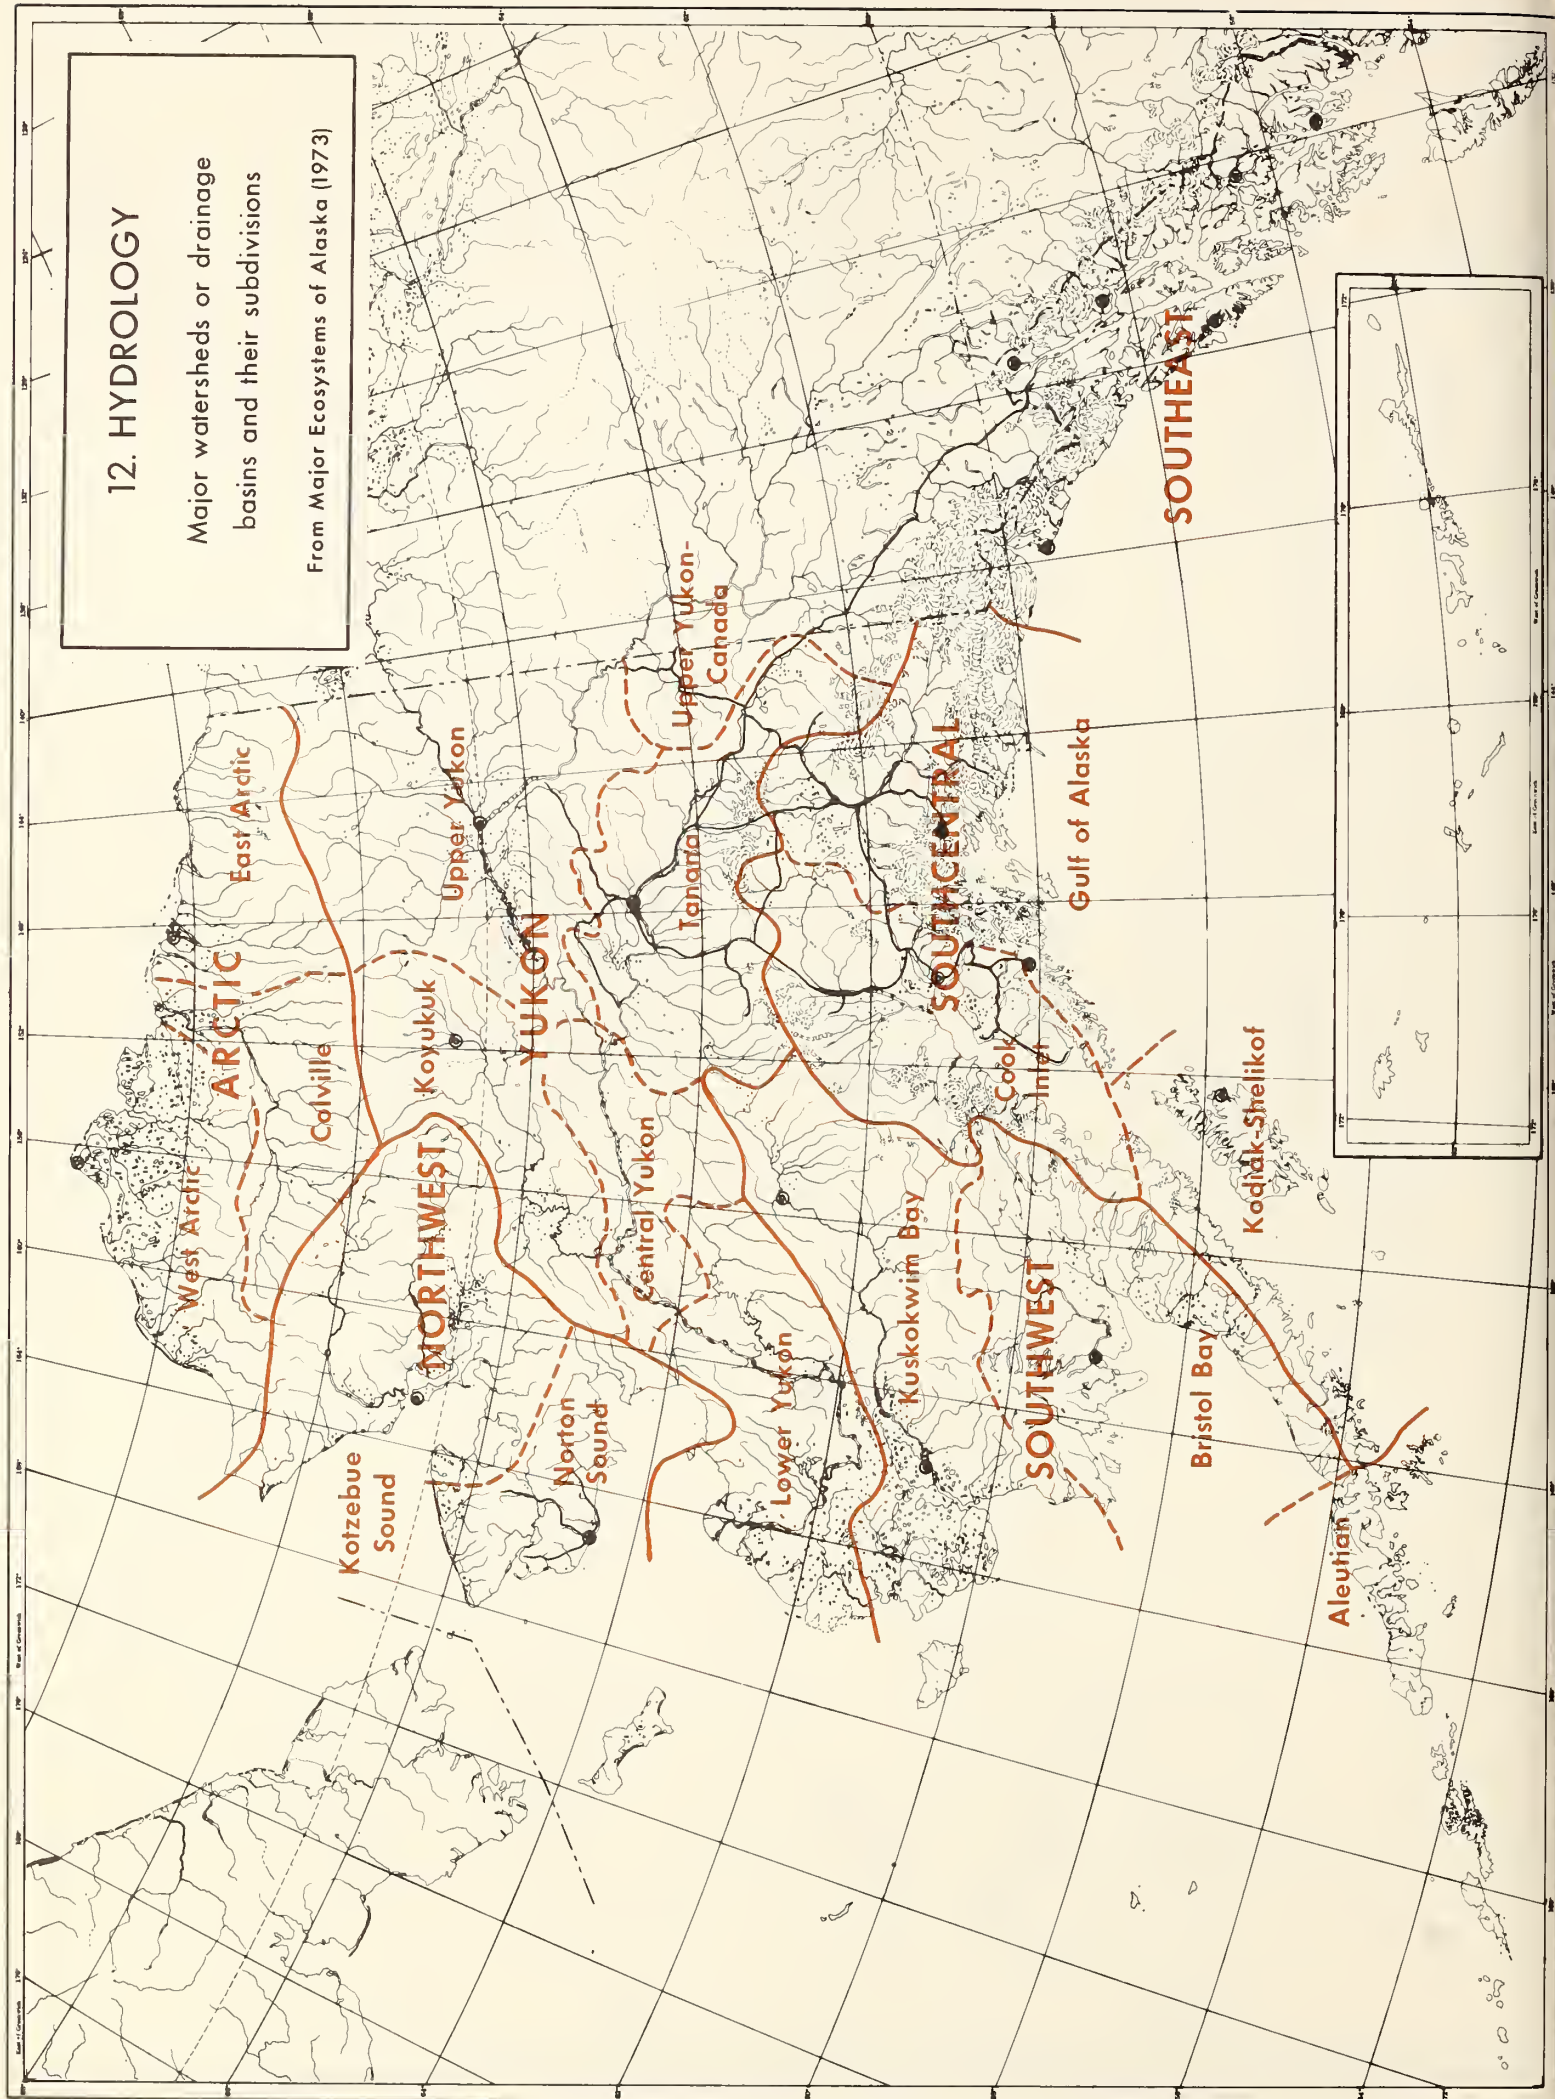 12. HYDROLOGY
Major watersheds or drainage
basins and their subdivisions
From Major Ecosystems of Alaska (1973)
ARCTIC
West Arctic
Colville
East Arctic
NORTHWEST
Kotzebue
Sound
Norton
Sound
YUKON
Koyukuk
Upper Yukon
Upper Yukon-
Canada
Tanana
Central Yukon
Lower Yukon
SOUTHWEST
Kuskokwim Bay
Bristol Bay
Aleutian
SOUTHCENTRAL
Cook
Inlet
Gulf of Alaska
Kodiak-Shelikof
SOUTHEAST